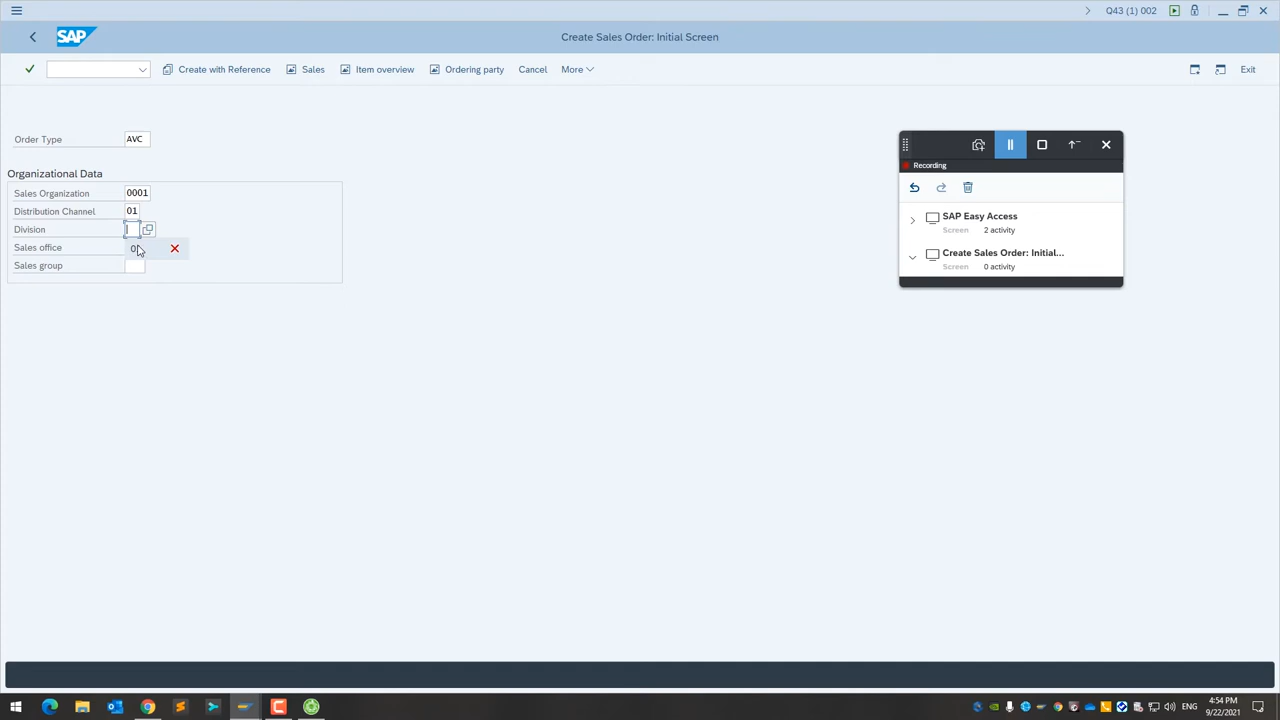 Q43 (1) 002
SAP
Create Sales Order: Initial Screen
Create with Reference
Sales
Item overview
Ordering party
Cancel
More
Exit
Order Type
AVC
Organizational Data
Sales Organization
0001
Distribution Channel
01
Division
Sales office
Sales group
Recording
SAP Easy Access
Screen
2 activity
Create Sales Order: Initial...
Screen
0 activity
ENG
4:54 PM
9/22/2021